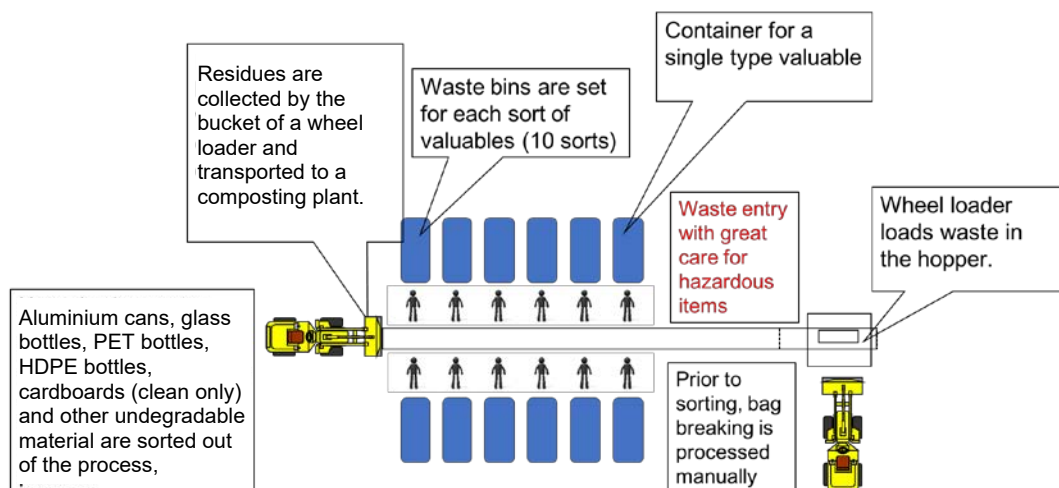 Residues are
collected by the
bucket of a wheel
loader and
transported to a
composting plant.
Waste bins are set
for each sort of
valuables (10 sorts)
Container for a
single type valuable
Waste entry
with great
care for
hazardous
items
Wheel loader
loads waste in
the hopper.
Aluminium cans, glass
bottles, PET bottles,
HDPE bottles,
cardboards (clean only)
and other undegradable
material are sorted out
of the process,
Prior to
sorting, bag
breaking is
processed
manually